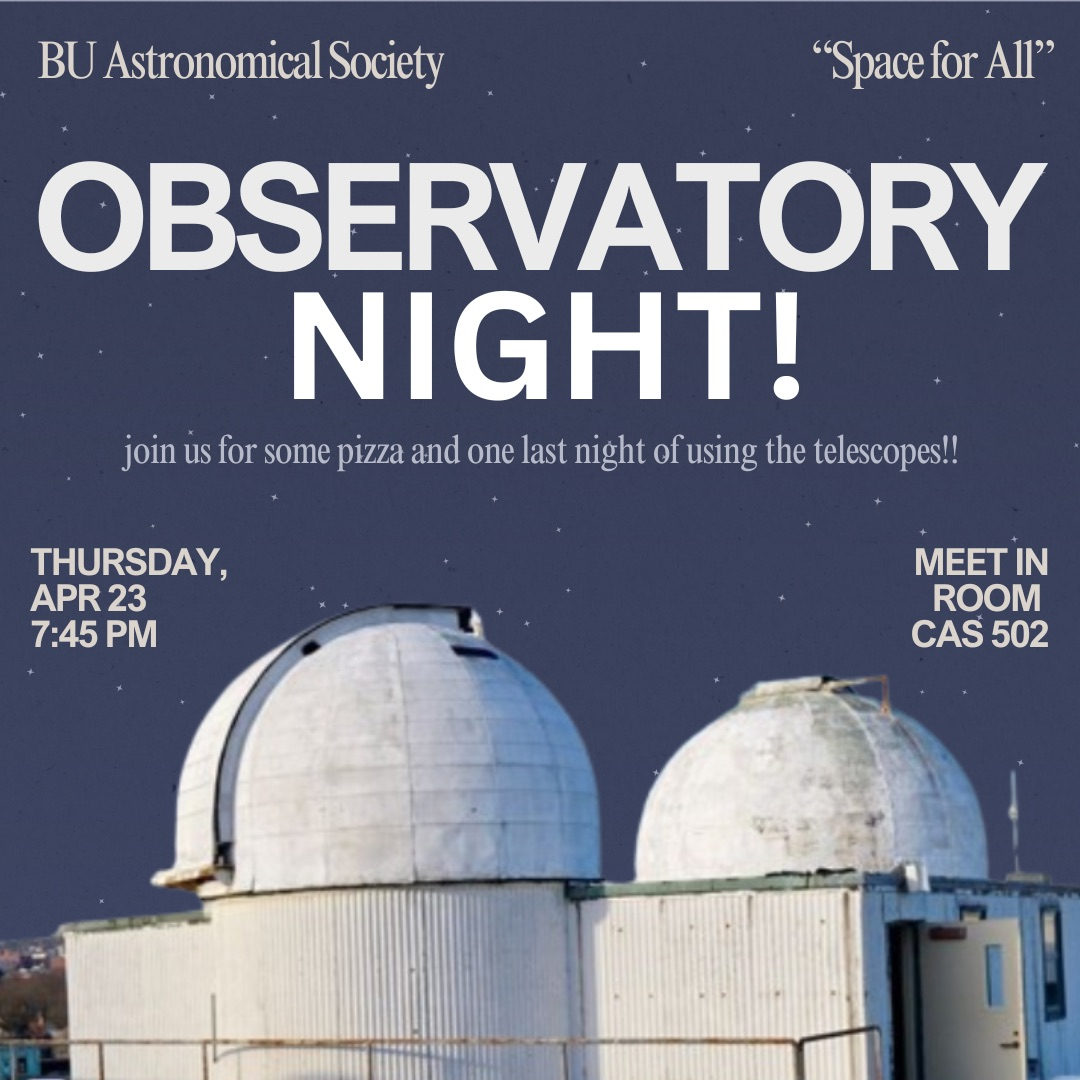 BU Astronomical Society
“Space for All”
OBSERVATORY
NIGHT!
join us for some pizza and one last night of using the telescopes!!
THURSDAY,
APR 23
7:45 PM
MEET IN
ROOM
CAS 502